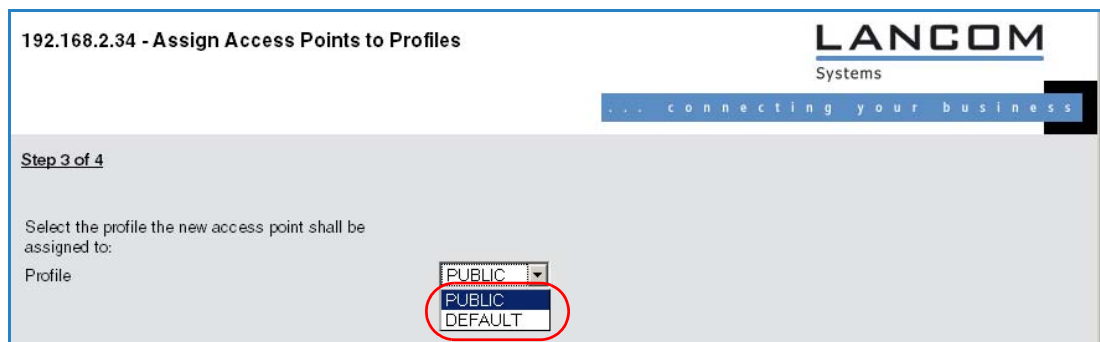 192.168.2.34 - Assign Access Points to Profiles
LANCOM
Systems
... connecting your business
Step 3 of 4
Select the profile the new access point shall be
assigned to:
Profile
PUBLIC
PUBLIC
DEFAULT